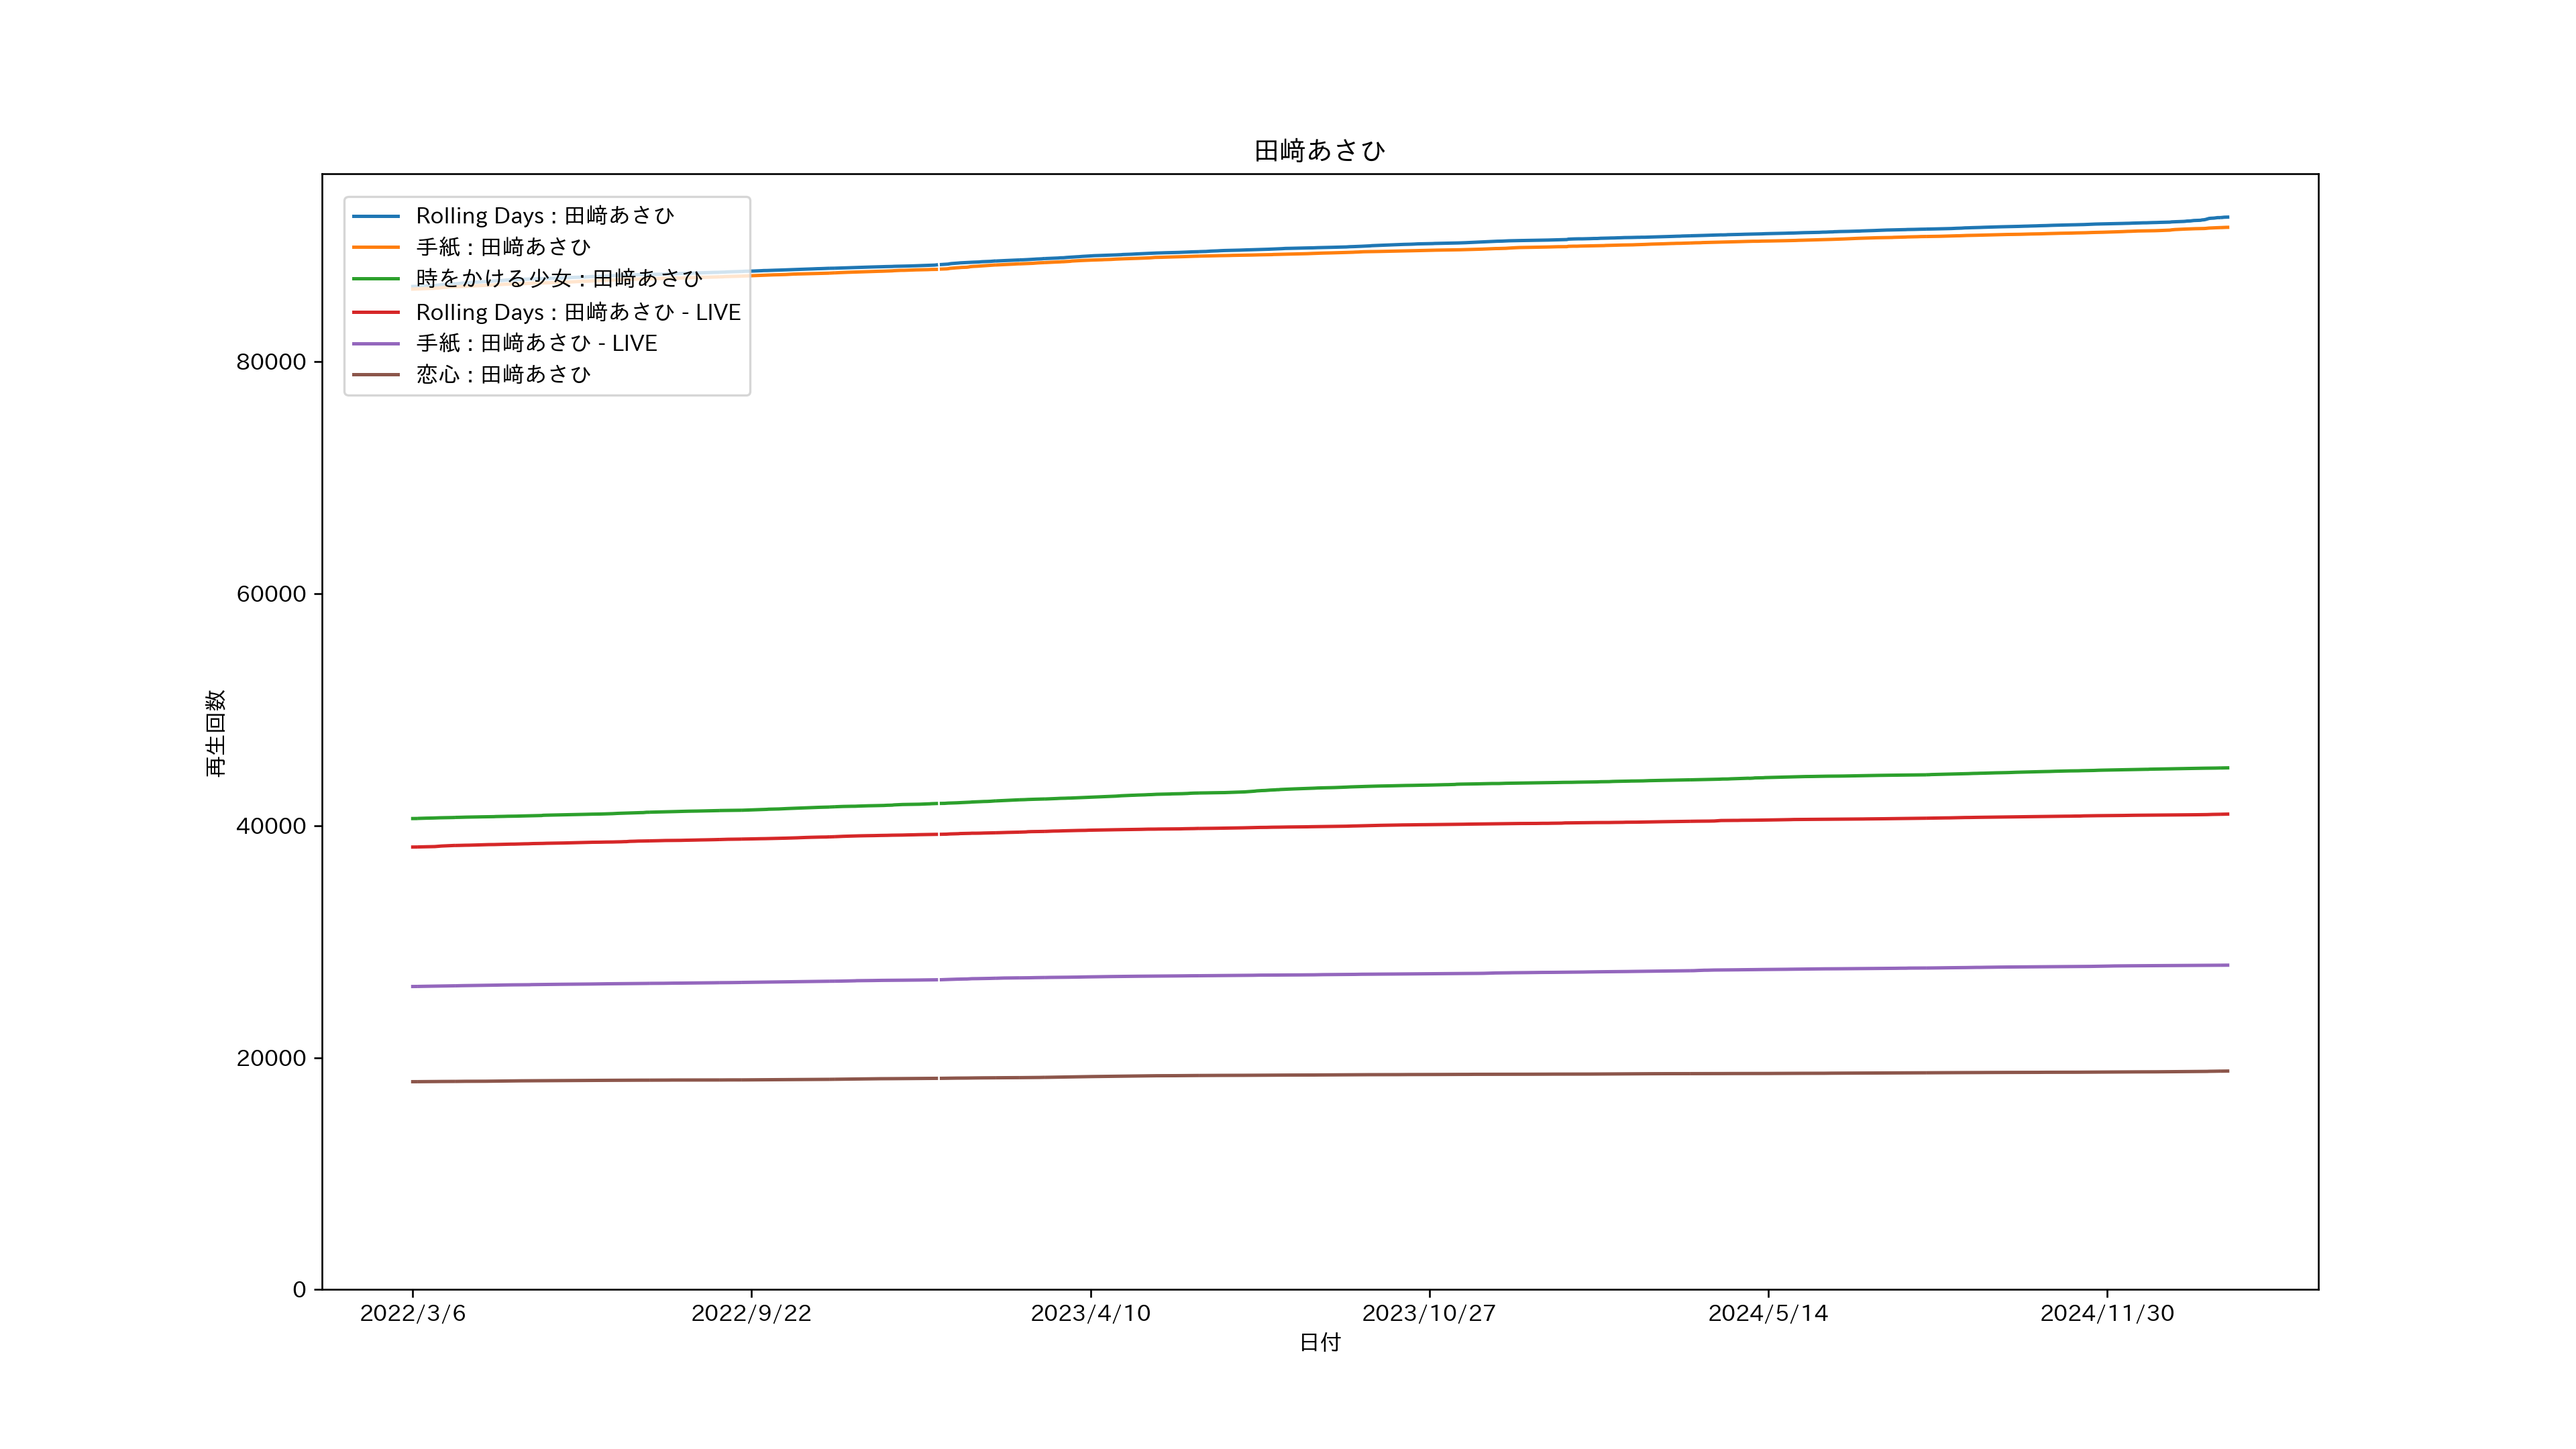 田﨑あさひ
Rolling Days : 田﨑あさひ
手紙 : 田﨑あさひ
時をかける少女 : 田﨑あさひ
Rolling Days : 田﨑あさひ - LIVE
手紙 : 田﨑あさひ - LIVE
恋心 : 田﨑あさひ
80000
60000
40000
20000
0
再生回数
2022/3/6 2022/9/22 2023/4/10 2023/10/27 2024/5/14 2024/11/30
日付